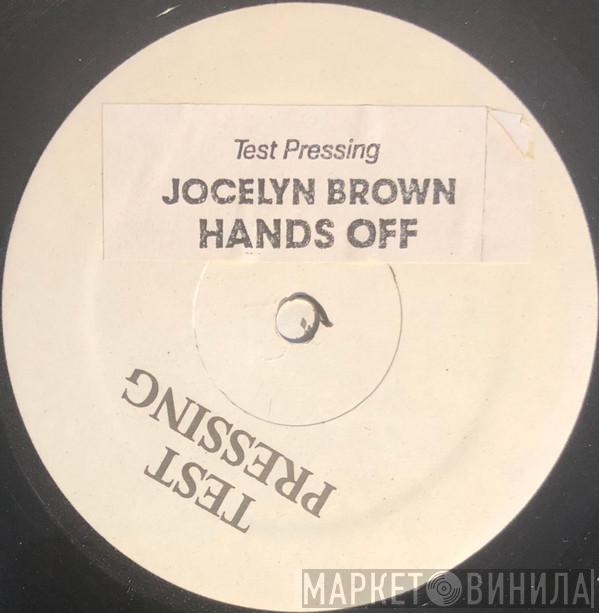 Test Pressing
JOCELYN BROWN
HANDS OFF
TEST
PRESSING
МАРКЕТ ВИНИЛА